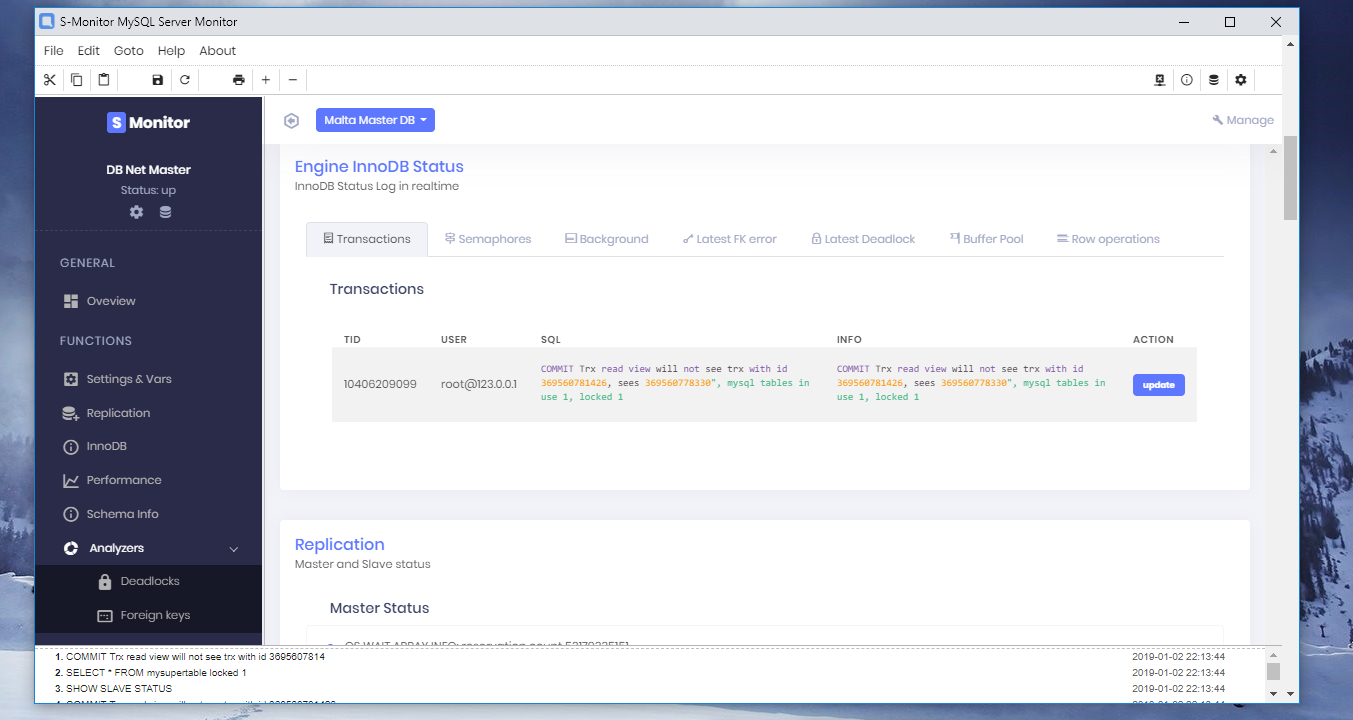 S-Monitor MySQL Server Monitor
File Edit Goto Help About
S Monitor
Malta Master DB
Manage
DB Net Master
Status: up
GENERAL
Oveview
FUNCTIONS
Settings & Vars
Replication
InnoDB
Performance
Schema Info
Analyzers
Deadlocks
Foreign keys
Engine InnoDB Status
InnoDB Status Log in realtime
Transactions Semaphores Background Latest FK error Latest Deadlock Buffer Pool Row operations
Transactions
TID USER SQL INFO ACTION
10406209099
root@123.0.0.1
COMMIT Trx read view will not see trx with id
369560781426, sees 369560778330", mysql tables in
use 1, locked 1
COMMIT Trx read view will not see trx with id
369560781426, sees 369560778330", mysql tables in
use 1, locked 1
update
Replication
Master and Slave status
Master Status
OS WAIT ARRAY INFO: reservation count
1. COMMIT Trx read view will not see trx with id 3695607814 2019-01-02 22:13:44
2. SELECT * FROM mysupertable locked 1 2019-01-02 22:13:44
3. SHOW SLAVE STATUS 2019-01-02 22:13:44